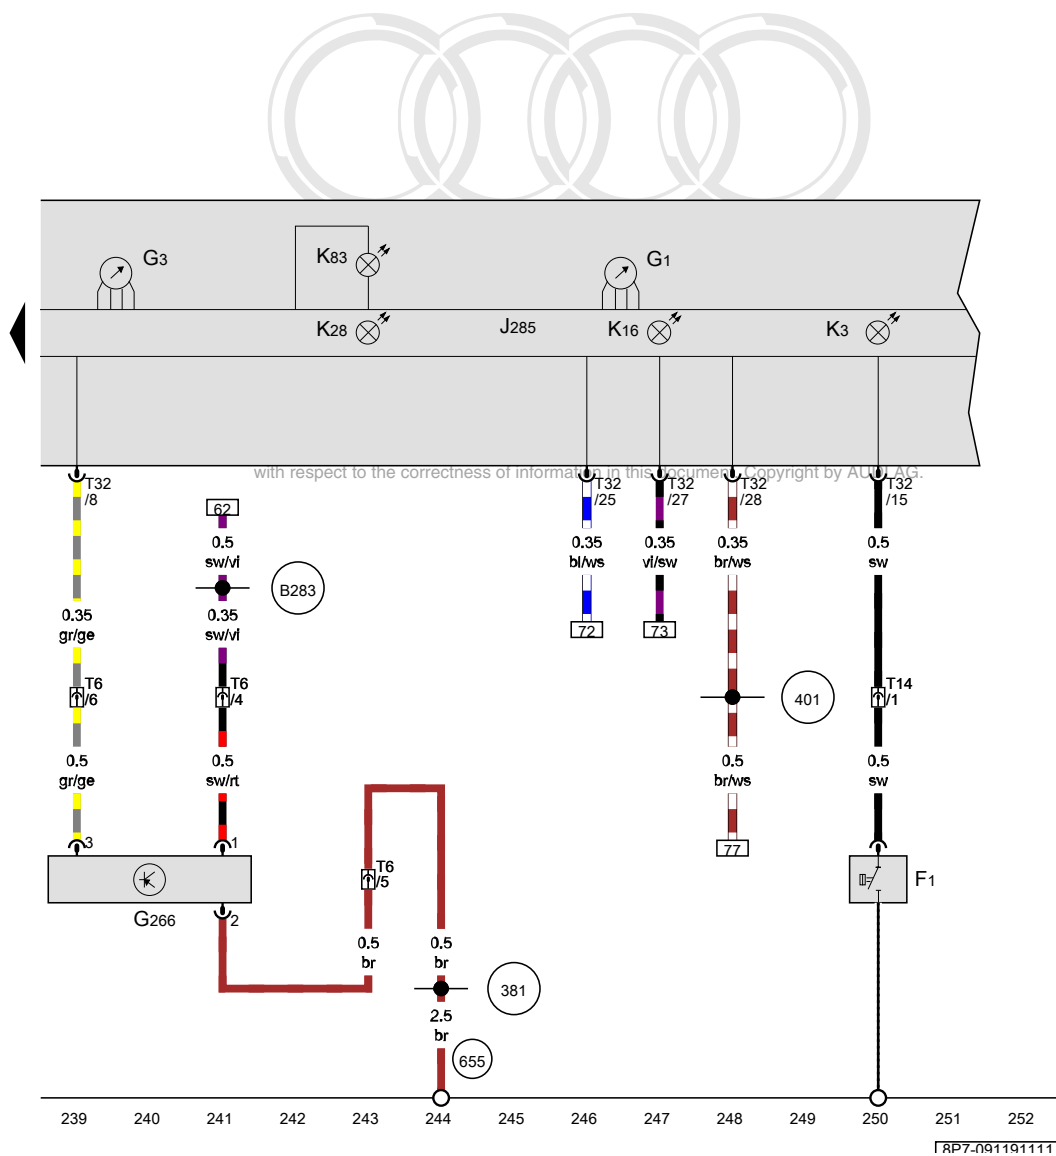 G3
K83
G1
K28
J285
K16
K3
with respect to the correctness of information in this document. Copyright by AUDI AG.
T32
/8
T32
/25
T32
/27
T32
/28
T32
/15
62
0.5
sw/vi
0.35
bl/ws
0.35
vi/sw
0.35
br/ws
0.5
sw
B283
0.35
gr/ge
0.35
sw/vi
72
73
T6
/6
T6
/4
401
T14
/1
0.5
gr/ge
0.5
sw/rt
0.5
br/ws
0.5
sw
3
1
77
T6
/5
F1
G266
2
0.5
br
0.5
br
381
2.5
br
655
239 240 241 242 243 244 245 246 247 248 249 250 251 252
8P7-091191111